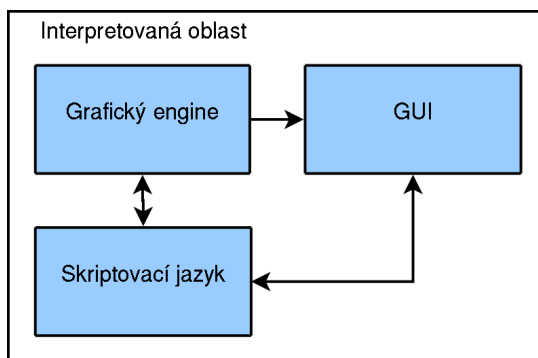 Interpretovaná oblast
Grafický engine
GUI
Skriptovací jazyk